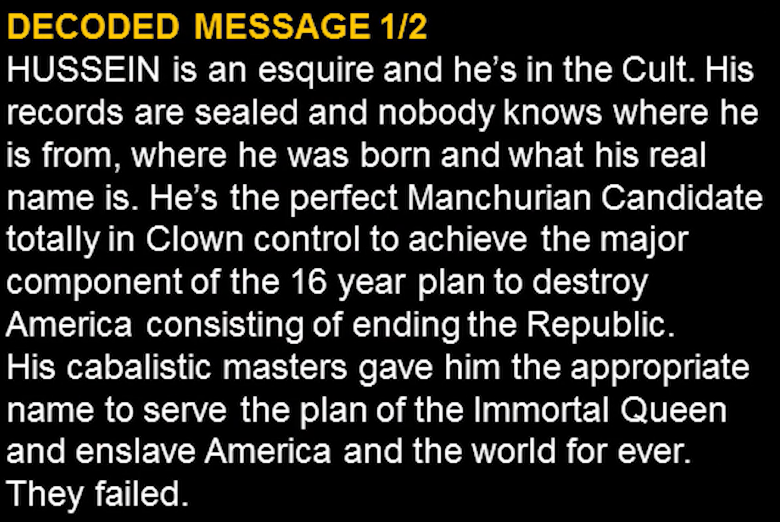 DECODED MESSAGE 1/2
HUSSEIN is an esquire and he’s in the Cult. His
records are sealed and nobody knows where he
is from, where he was born and what his real
name is. He’s the perfect Manchurian Candidate
totally in Clown control to achieve the major
component of the 16 year plan to destroy
America consisting of ending the Republic.
His cabalistic masters gave him the appropriate
name to serve the plan of the Immortal Queen
and enslave America and the world for ever.
They failed.